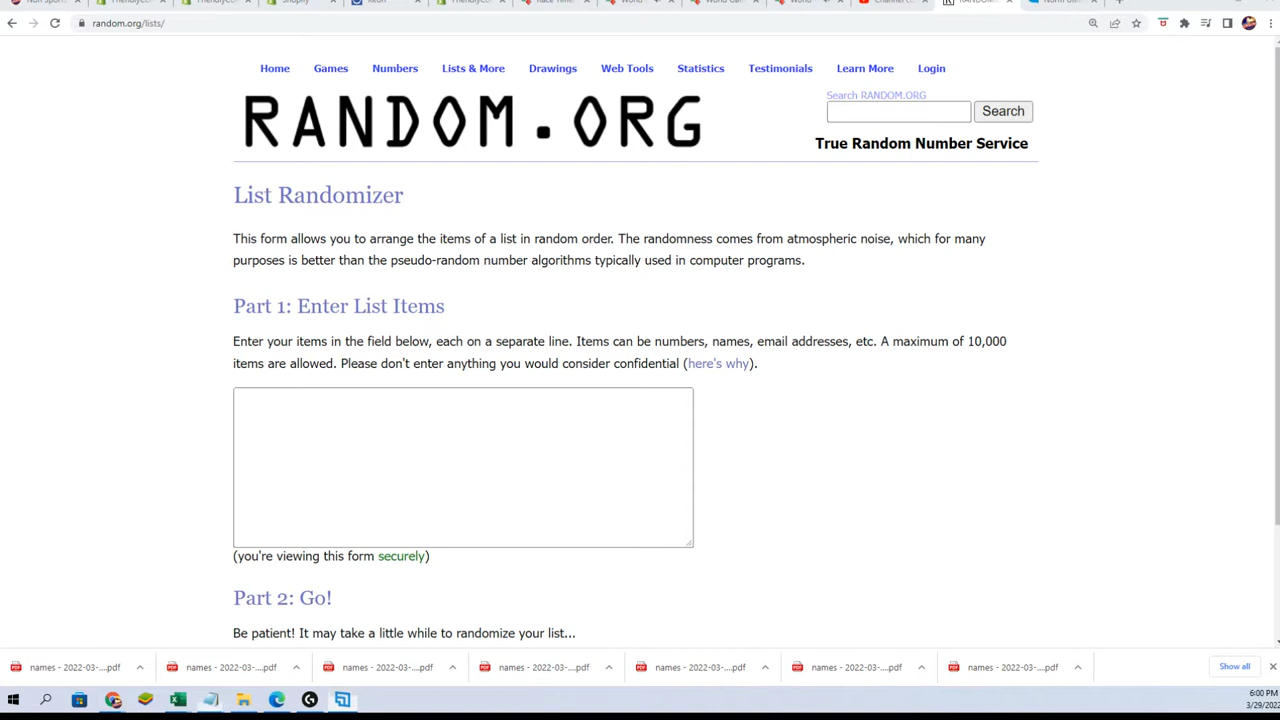 FriendlyCo
FriendlyCo
Shopify
random.org/lists/
Home Games Numbers Lists & More Drawings Web Tools Statistics Testimonials Learn More Login
RANDOM.ORG
Search RANDOM.ORG
Search
True Random Number Service
List Randomizer
This form allows you to arrange the items of a list in random order. The randomness comes from atmospheric noise, which for many
purposes is better than the pseudo-random number algorithms typically used in computer programs.
Part 1: Enter List Items
Enter your items in the field below, each on a separate line. Items can be numbers, names, email addresses, etc. A maximum of 10,000
items are allowed. Please don't enter anything you would consider confidential (here's why).
(you're viewing this form securely)
Part 2: Go!
Be patient! It may take a little while to randomize your list...
names - 2022-03-....pdf names - 2022-03-....pdf names - 2022-03-....pdf names - 2022-03-....pdf names - 2022-03-....pdf names - 2022-03-....pdf names - 2022-03-....pdf Show all
6:00 PM
3/29/202